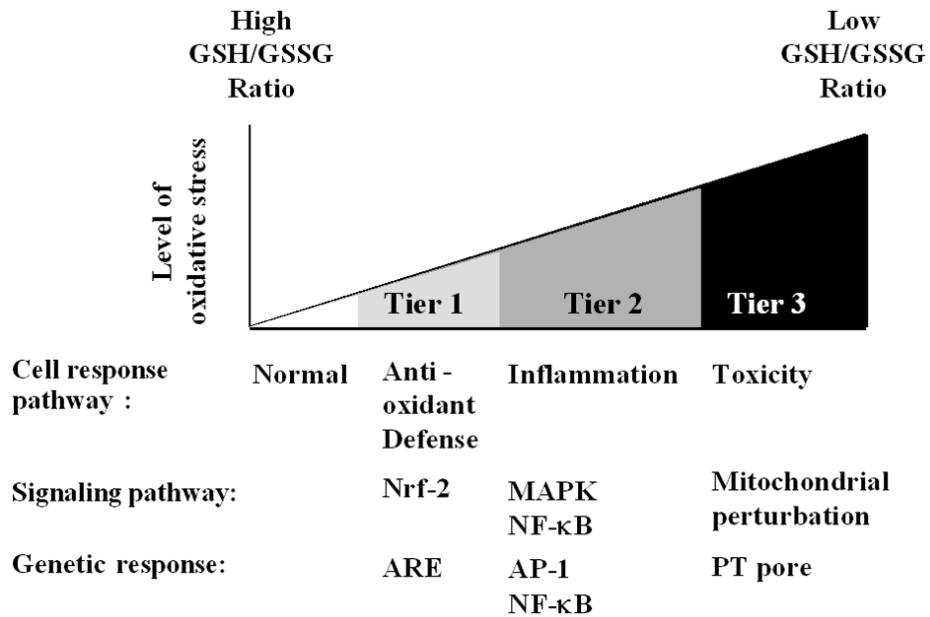 High
GSH/GSSG
Ratio
Low
GSH/GSSG
Ratio
Level of
oxidative stress
Tier 1
Tier 2
Tier 3
Cell response
pathway :
Normal
Anti -
oxidant
Defense
Inflammation
Toxicity
Signaling pathway:
Nrf-2
MAPK
NF-κB
Mitochondrial
perturbation
Genetic response:
ARE
AP-1
NF-κB
PT pore